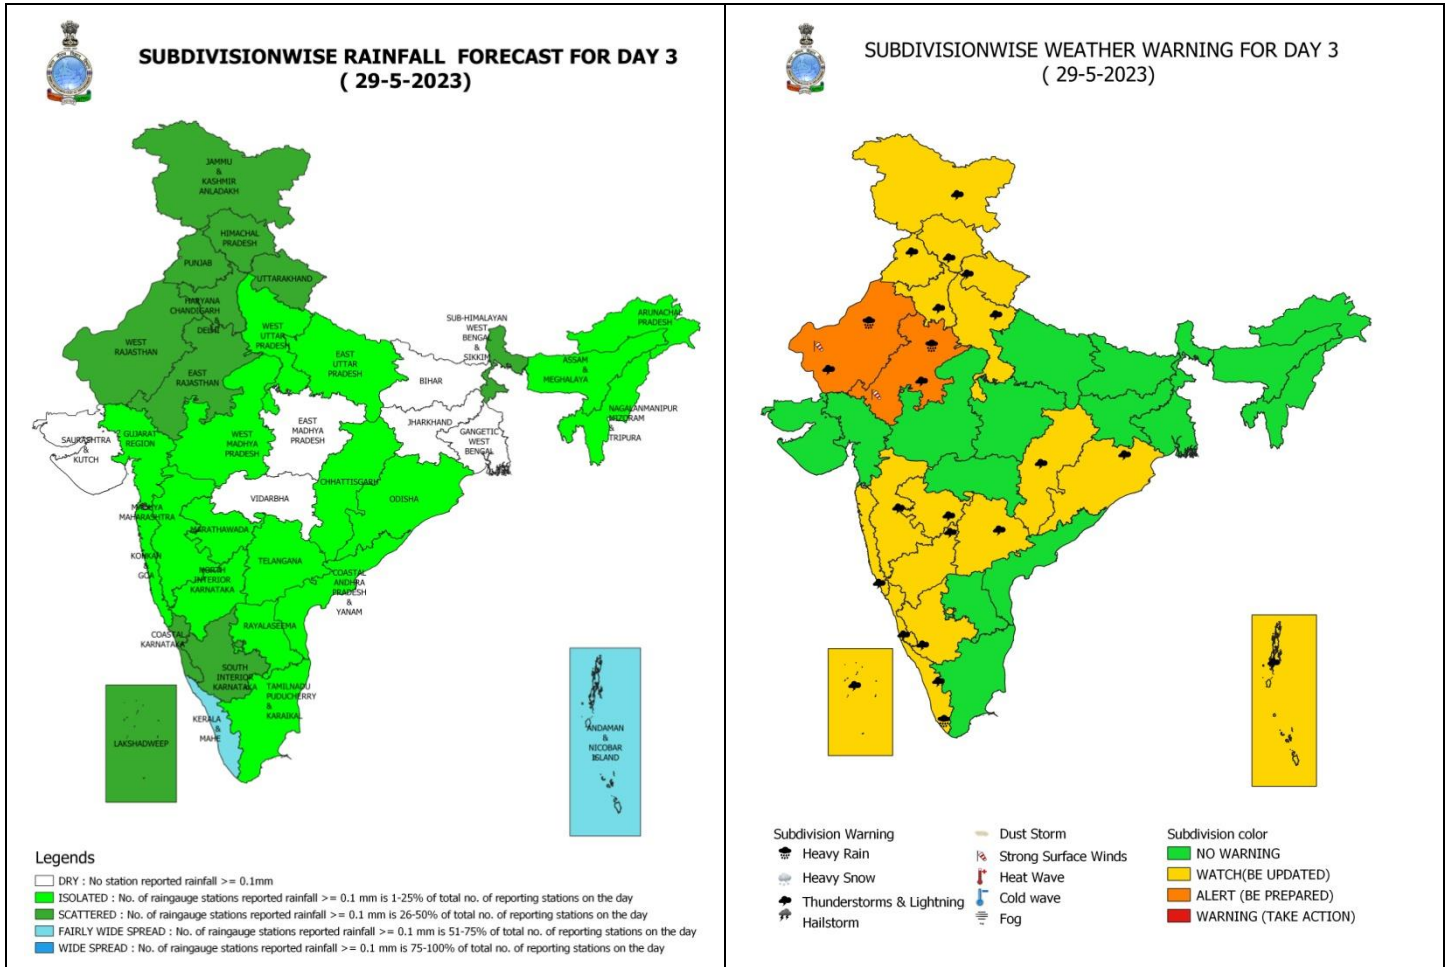 SUBDIVISIONWISE RAINFALL FORECAST FOR DAY 3
( 29-5-2023)
JAMMU
&
KASHMIR
ANLADAKH
HIMACHAL
PRADESH
PUNJAB
UTTARAKHAND
HARYANA
CHANDIGARH
&
DELHI
WEST
RAJASTHAN
EAST
RAJASTHAN
WEST
UTTAR
PRADESH
EAST
UTTAR
PRADESH
SUB-HIMALAYAN
WEST
BENGAL
&
SIKKIM
ARUNACHAL
PRADESH
ASSAM
&
MEGHALAYA
NAGALANMANIPUR
MIZORAM
&
TRIPURA
BIHAR
JHARKHAND
GANGETIC
WEST
BENGAL
SAURASHTRA
&
KUTCH
GUJARAT
REGION
WEST
MADHYA
PRADESH
EAST
MADHYA
PRADESH
VIDARBHA
CHHATTISGARH
ODISHA
MADHYA
MAHARASHTRA
MARATHAWADA
KONKAN
&
GOA
NORTH
INTERIOR
KARNATAKA
TELANGANA
COASTAL
ANDHRA
PRADESH
&
YANAM
RAYALASEEMA
COASTAL
KARNATAKA
SOUTH
INTERIOR
KARNATAKA
TAMILNADU
PUDUCHERRY
&
KARAIKAL
KERALA
&
MAHE
LAKSHADWEEP
ANDAMAN
&
NICOBAR
ISLAND
Legends
DRY : No station reported rainfall >= 0.1mm
ISOLATED : No. of raingauge stations reported rainfall >= 0.1 mm is 1-25% of total no. of reporting stations on the day
SCATTERED : No. of raingauge stations reported rainfall >= 0.1 mm is 26-50% of total no. of reporting stations on the day
FAIRLY WIDE SPREAD : No. of raingauge stations reported rainfall >= 0.1 mm is 51-75% of total no. of reporting stations on the day
WIDE SPREAD : No. of raingauge stations reported rainfall >= 0.1 mm is 75-100% of total no. of reporting stations on the day
SUBDIVISIONWISE WEATHER WARNING FOR DAY 3
( 29-5-2023)
Subdivision Warning
Heavy Rain
Heavy Snow
Thunderstorms & Lightning
Hailstorm
Dust Storm
Strong Surface Winds
Heat Wave
Cold wave
Fog
Subdivision color
NO WARNING
WATCH(BE UPDATED)
ALERT (BE PREPARED)
WARNING (TAKE ACTION)